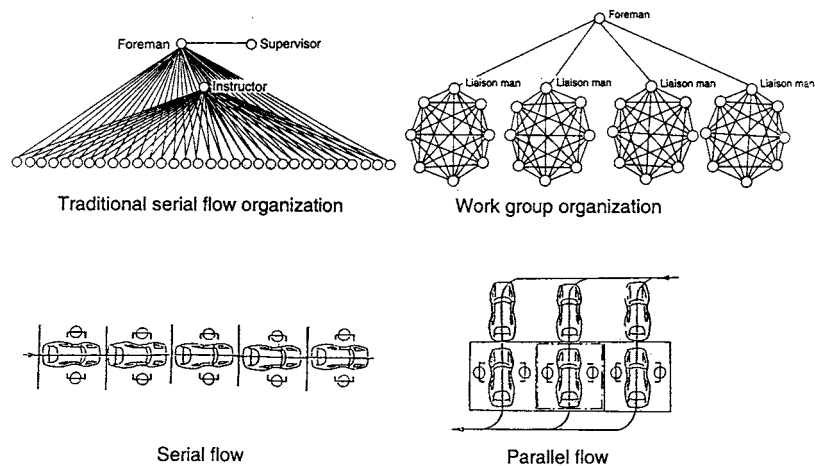 Foreman
Supervisor
Instructor
Traditional serial flow organization
Foreman
Liaison man
Liaison man
Liaison man
Liaison man
Work group organization
Serial flow
Parallel flow